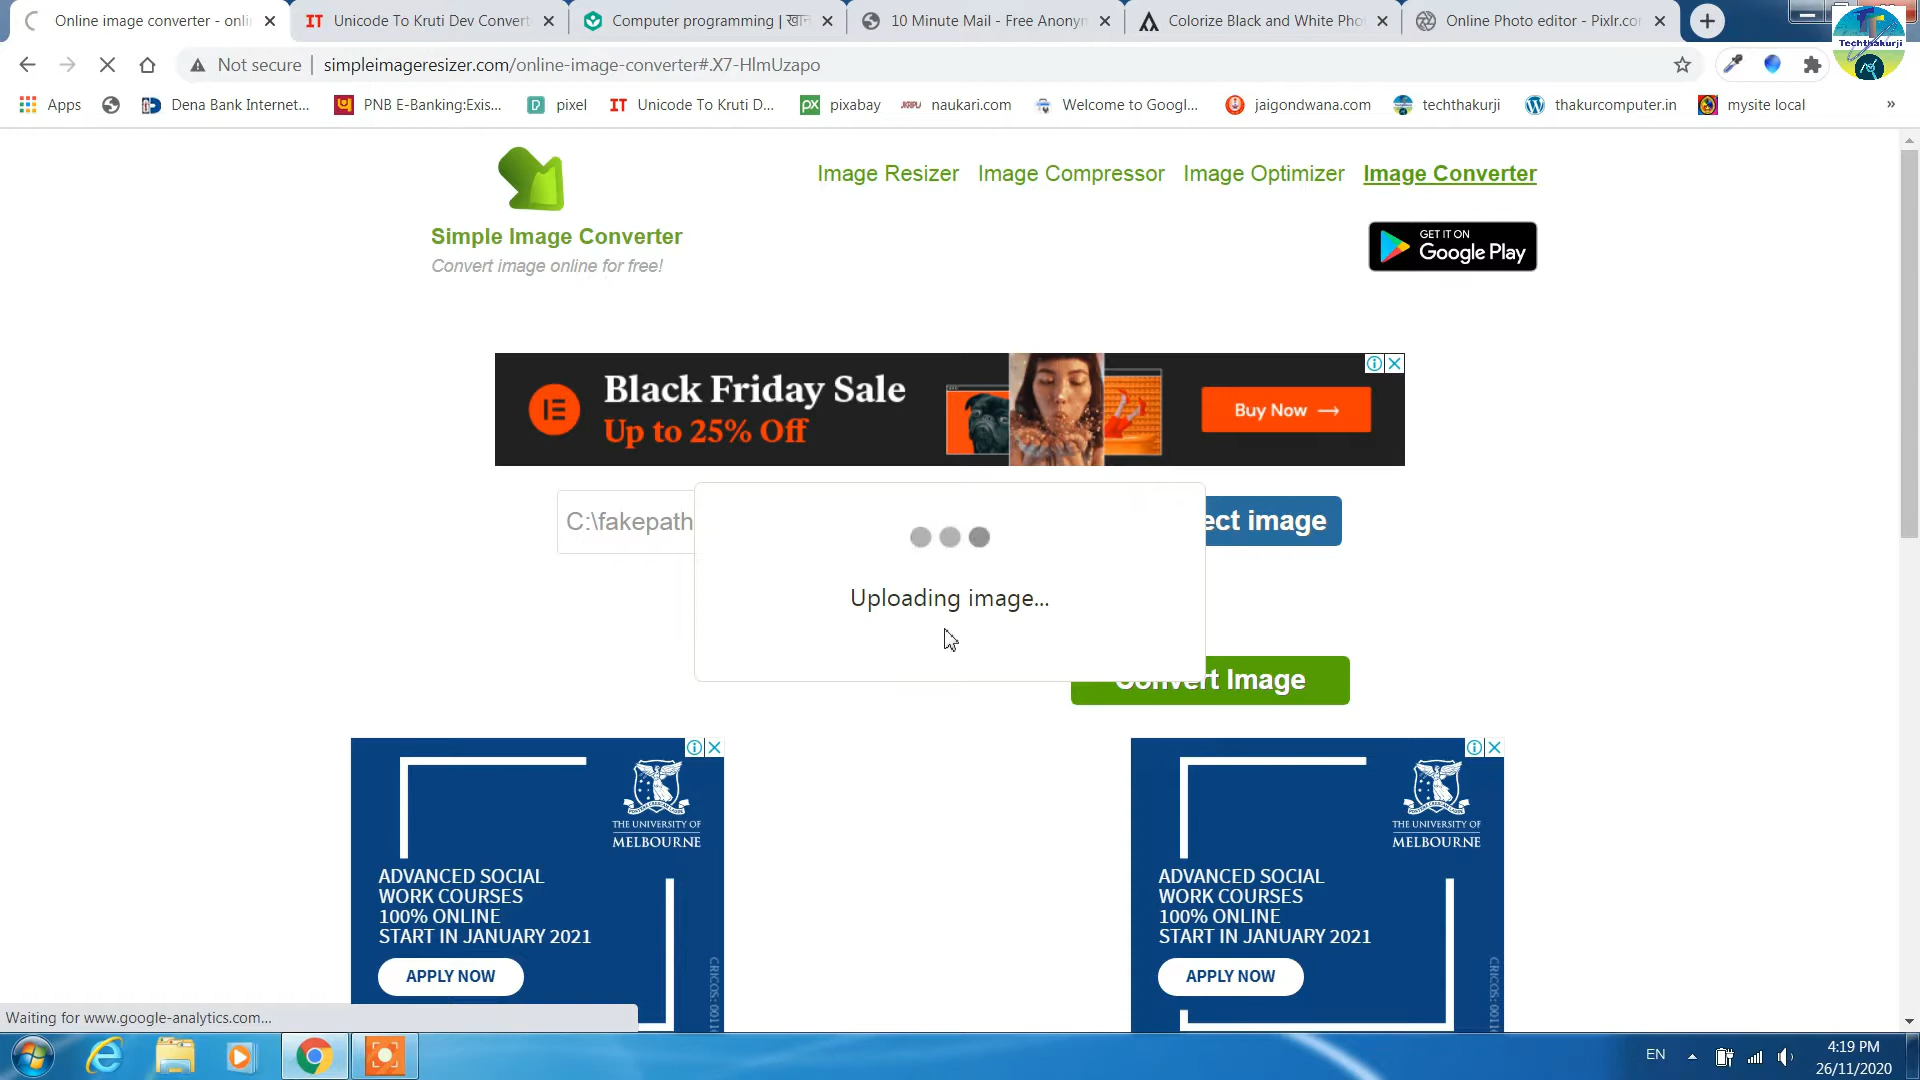 Online image converter - onli
Unicode To Kruti Dev Convert
Computer programming | खान
10 Minute Mail - Free Anonym
Colorize Black and White Pho
Online Photo editor - Pixlr.co
Techthakurji
Not secure
simpleimageresizer.com/online-image-converter#.X7-HlmUzapo
Apps
Dena Bank Internet...
PNB E-Banking:Exis...
pixel
Unicode To Kruti D...
pixabay
naukari.com
Welcome to Googl...
jaigondwana.com
techthakurji
thakurcomputer.in
mysite local
»
Image Resizer
Image Compressor
Image Optimizer
Image Converter
Simple Image Converter
Convert image online for free!
GET IT ON
Google Play
Black Friday Sale
Up to 25% Off
Buy Now →
C:\fakepath
ect image
Uploading image...
Convert Image
THE UNIVERSITY OF
MELBOURNE
ADVANCED SOCIAL
WORK COURSES
100% ONLINE
START IN JANUARY 2021
APPLY NOW
THE UNIVERSITY OF
MELBOURNE
ADVANCED SOCIAL
WORK COURSES
100% ONLINE
START IN JANUARY 2021
APPLY NOW
Waiting for www.google-analytics.com...
EN
4:19 PM
26/11/2020